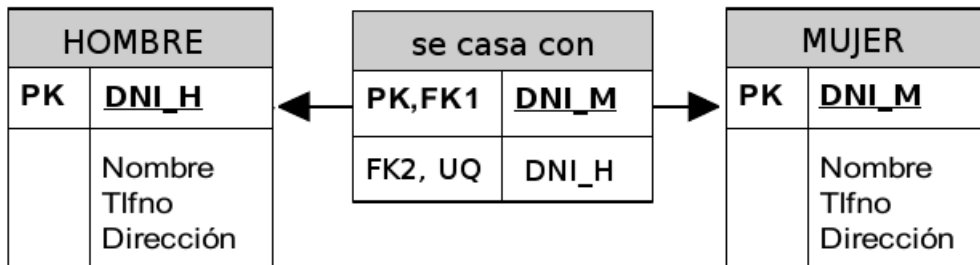 HOMBRE
PK DNI_H
Nombre
Tlfno
Dirección
se casa con
PK,FK1 DNI_M
FK2, UQ DNI_H
MUJER
PK DNI_M
Nombre
Tlfno
Dirección